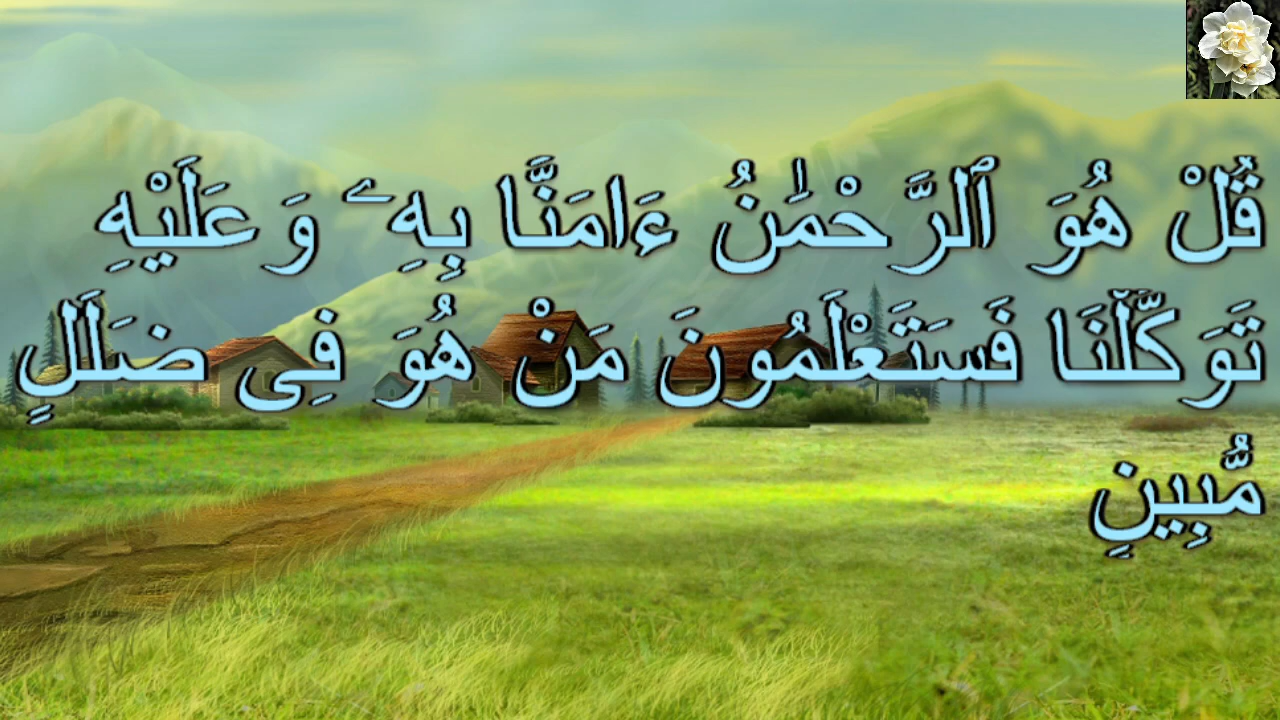 قُلْ هُوَ ٱلرَّحْمَٰنُ ءَامَنَّا بِهِۦ وَعَلَيْهِ
تَوَكَّلْنَا فَسَتَعْلَمُونَ مَنْ هُوَ فِى ضَلَٰلٍ
مُّبِينٍ